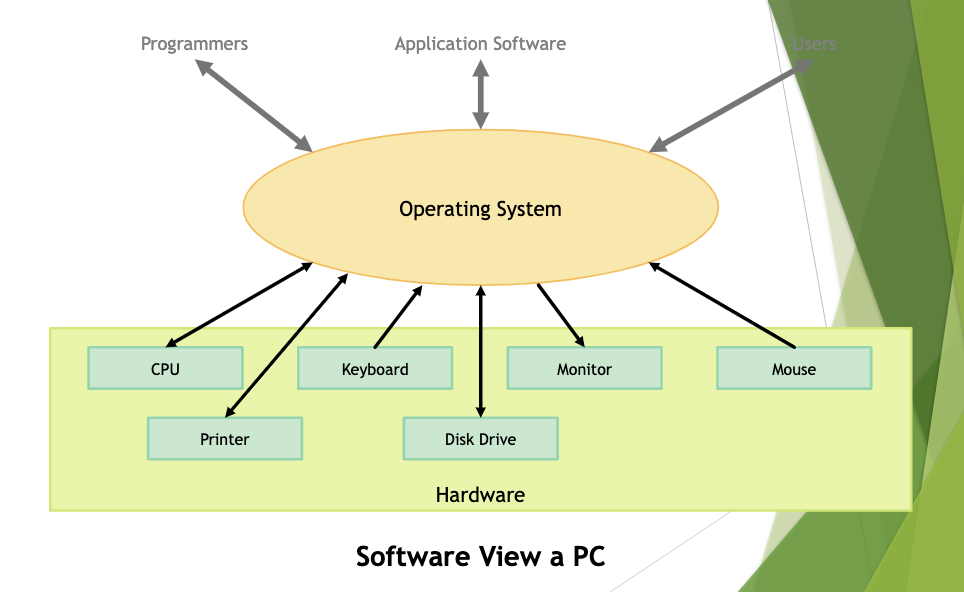 Programmers
Application Software
Users
Operating System
CPU
Keyboard
Monitor
Mouse
Printer
Disk Drive
Hardware
Software View a PC